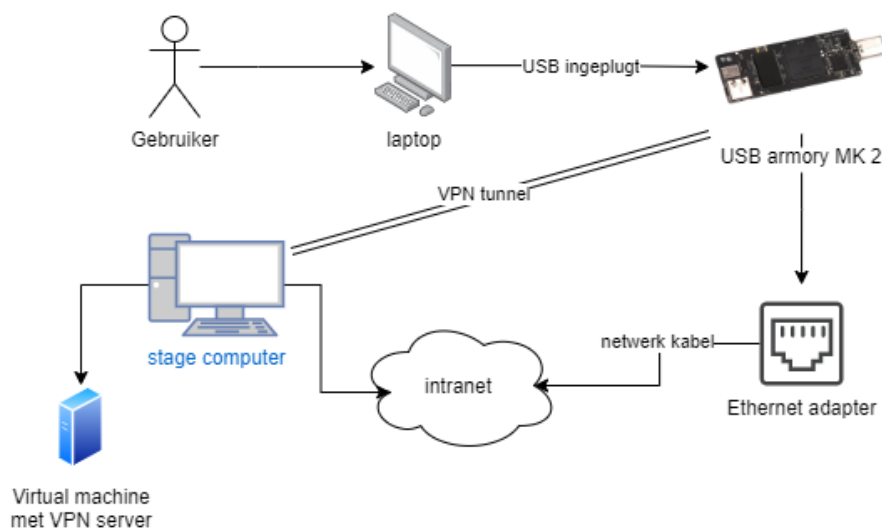 USB ingeplugt
Gebruiker
laptop
USB armory MK 2
VPN tunnel
stage computer
netwerk kabel
intranet
Ethernet adapter
Virtual machine
met VPN server